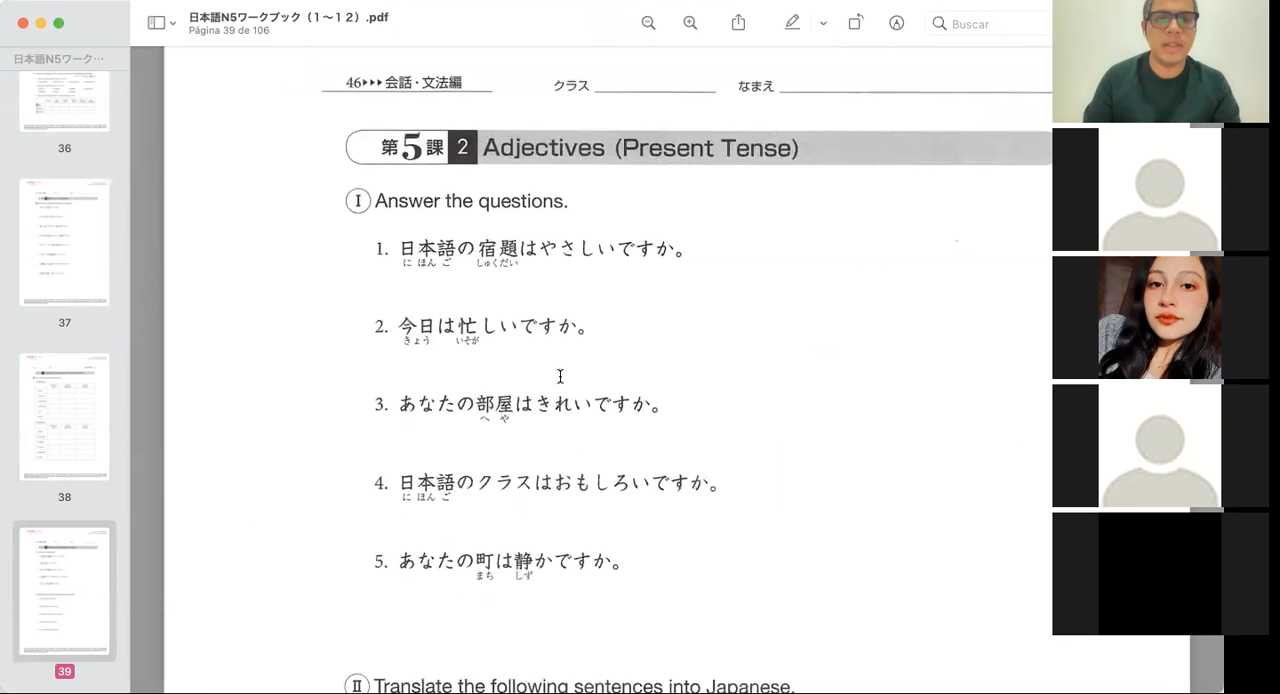 日本語N5ワークブック（１〜１２）.pdf
Página 39 de 106
Buscar
日本語N5ワーク…
36
37
38
39
46▸▸▸会話・文法編
クラス
なまえ
第5課 2 Adjectives (Present Tense)
Ⅰ Answer the questions.
1. 日本語の宿題はやさしいですか。
に ほん ご しゅくだい
2. 今日は忙しいですか。
きょう いそが
3. あなたの部屋はきれいですか。
へ や
4. 日本語のクラスはおもしろいですか。
に ほん ご
5. あなたの町は静かですか。
まち しず
Ⅱ Translate the following sentences into Japanese.